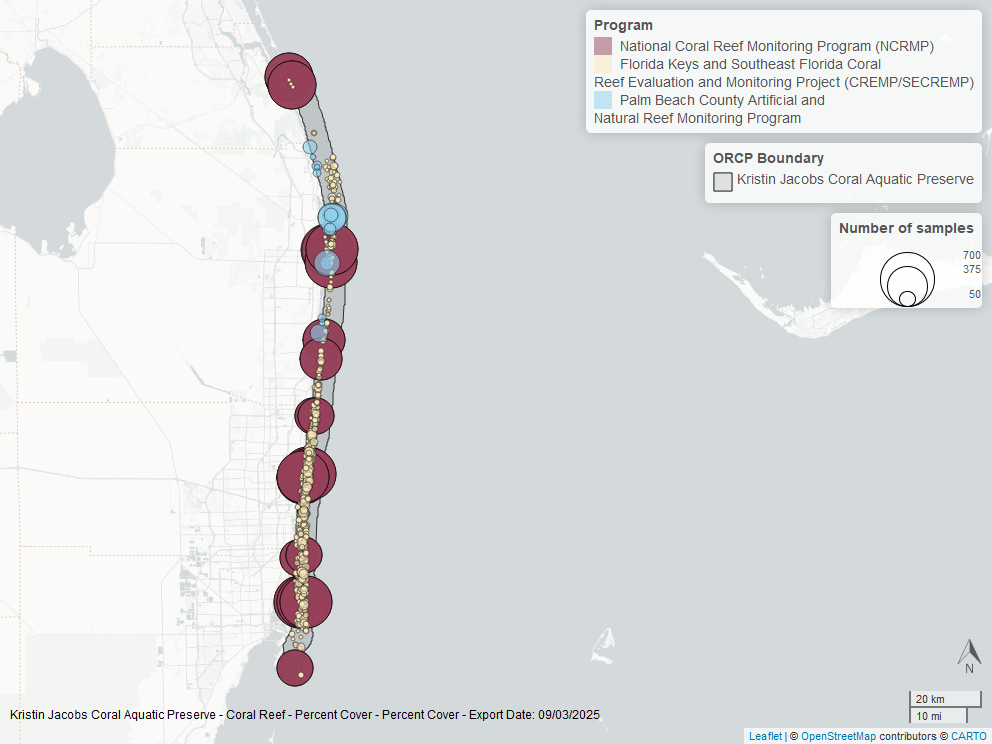 Program
National Coral Reef Monitoring Program (NCRMP)
Florida Keys and Southeast Florida Coral
Reef Evaluation and Monitoring Project (CREMP/SECREMP)
Palm Beach County Artificial and
Natural Reef Monitoring Program
ORCP Boundary
Kristin Jacobs Coral Aquatic Preserve
Number of samples
700
375
50
N
20 km
10 mi
Kristin Jacobs Coral Aquatic Preserve - Coral Reef - Percent Cover - Percent Cover - Export Date: 09/03/2025
Leaflet | © OpenStreetMap contributors © CARTO